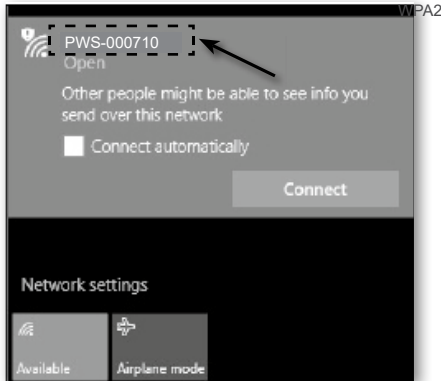 WPA2
PWS-000710
Open
Other people might be able to see info you
send over this network
Connect automatically
Connect
Network settings
Available
Airplane mode